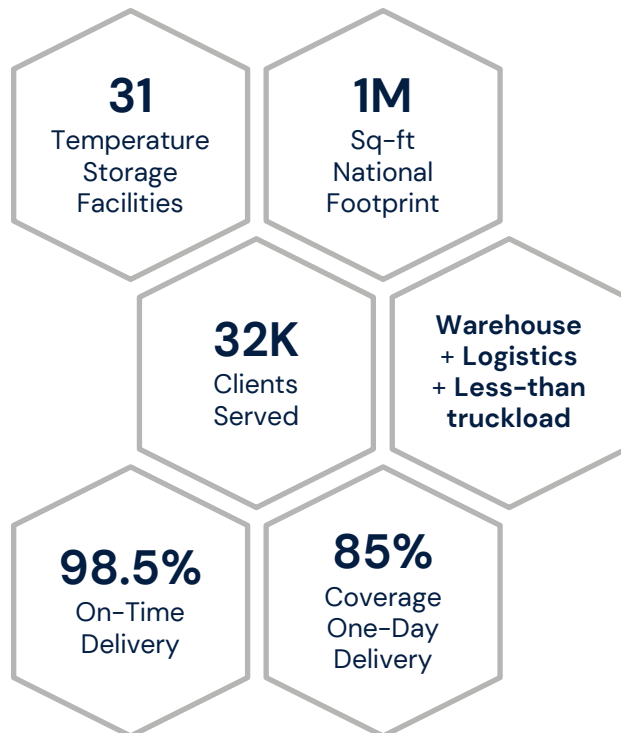 31
Temperature
Storage
Facilities
1M
Sq-ft
National
Footprint
32K
Clients
Served
Warehouse
+ Logistics
+ Less-than
truckload
98.5%
On-Time
Delivery
85%
Coverage
One-Day
Delivery